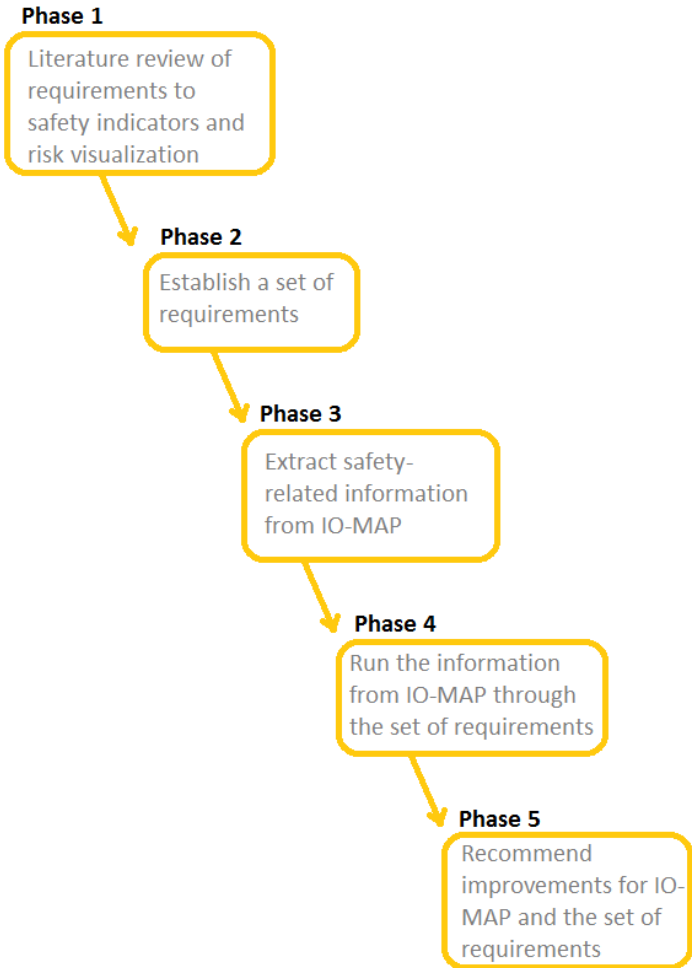 Phase 1
Literature review of
requirements to
safety indicators and
risk visualization
Phase 2
Establish a set of
requirements
Phase 3
Extract safety-
related information
from IO-MAP
Phase 4
Run the information
from IO-MAP through
the set of requirements
Phase 5
Recommend
improvements for IO-
MAP and the set of
requirements